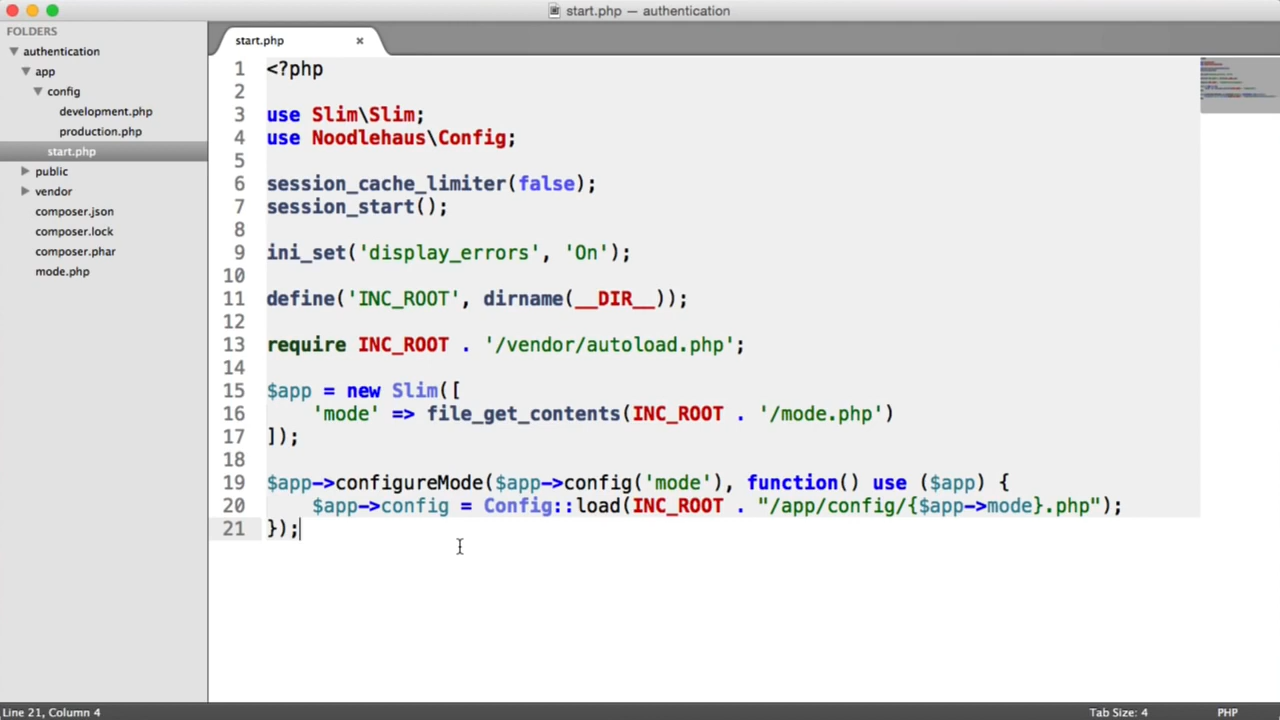 start.php — authentication
FOLDERS
authentication
app
config
development.php
production.php
start.php
public
vendor
composer.json
composer.lock
composer.phar
mode.php
start.php ×
1 <?php
2
3 use Slim\Slim;
4 use Noodlehaus\Config;
5
6 session_cache_limiter(false);
7 session_start();
8
9 ini_set('display_errors', 'On');
10
11 define('INC_ROOT', dirname(__DIR__));
12
13 require INC_ROOT . '/vendor/autoload.php';
14
15 $app = new Slim([
16     'mode' => file_get_contents(INC_ROOT . '/mode.php')
17 ]);
18
19 $app->configureMode($app->config('mode'), function() use ($app) {
20     $app->config = Config::load(INC_ROOT . "/app/config/{$app->mode}.php");
21 });
Line 21, Column 4
Tab Size: 4
PHP